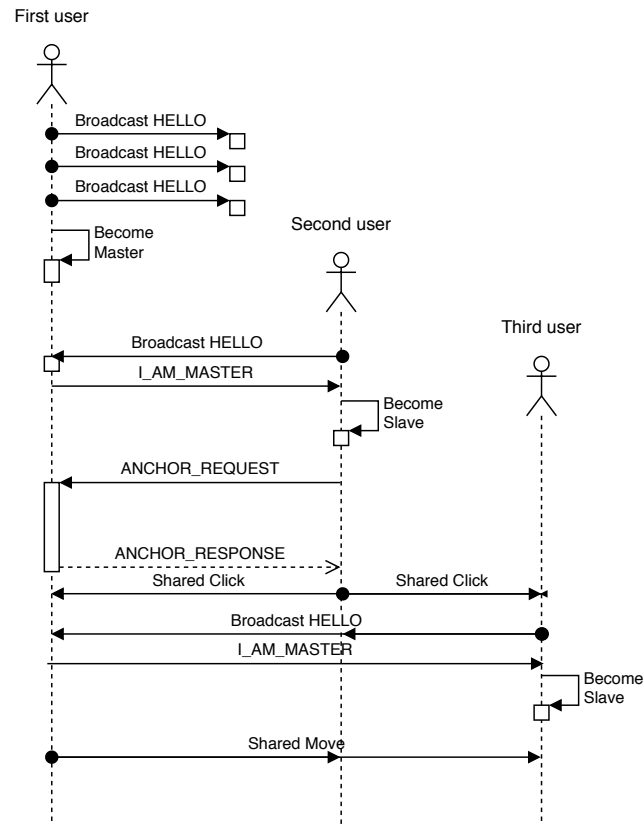 First user
Broadcast HELLO
Broadcast HELLO
Broadcast HELLO
Become
Master
Second user
Third user
Broadcast HELLO
I_AM_MASTER
Become
Slave
ANCHOR_REQUEST
ANCHOR_RESPONSE
Shared Click
Shared Click
Broadcast HELLO
I_AM_MASTER
Become
Slave
Shared Move